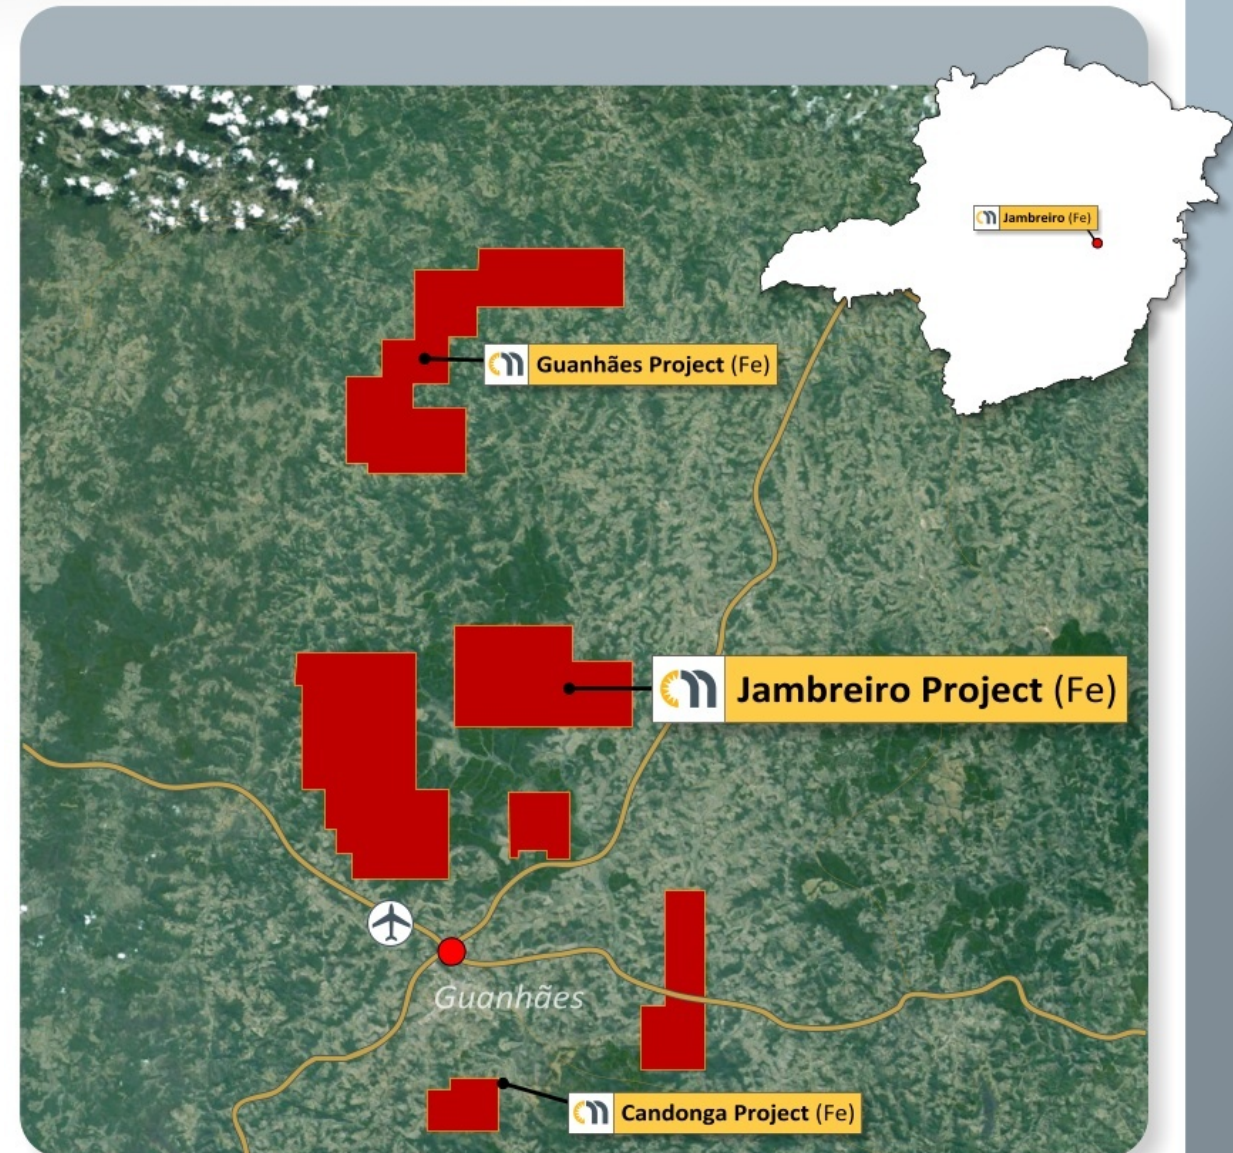 Jambreiro (Fe)
Guanhães Project (Fe)
Jambreiro Project (Fe)
Guanhães
Candonga Project (Fe)